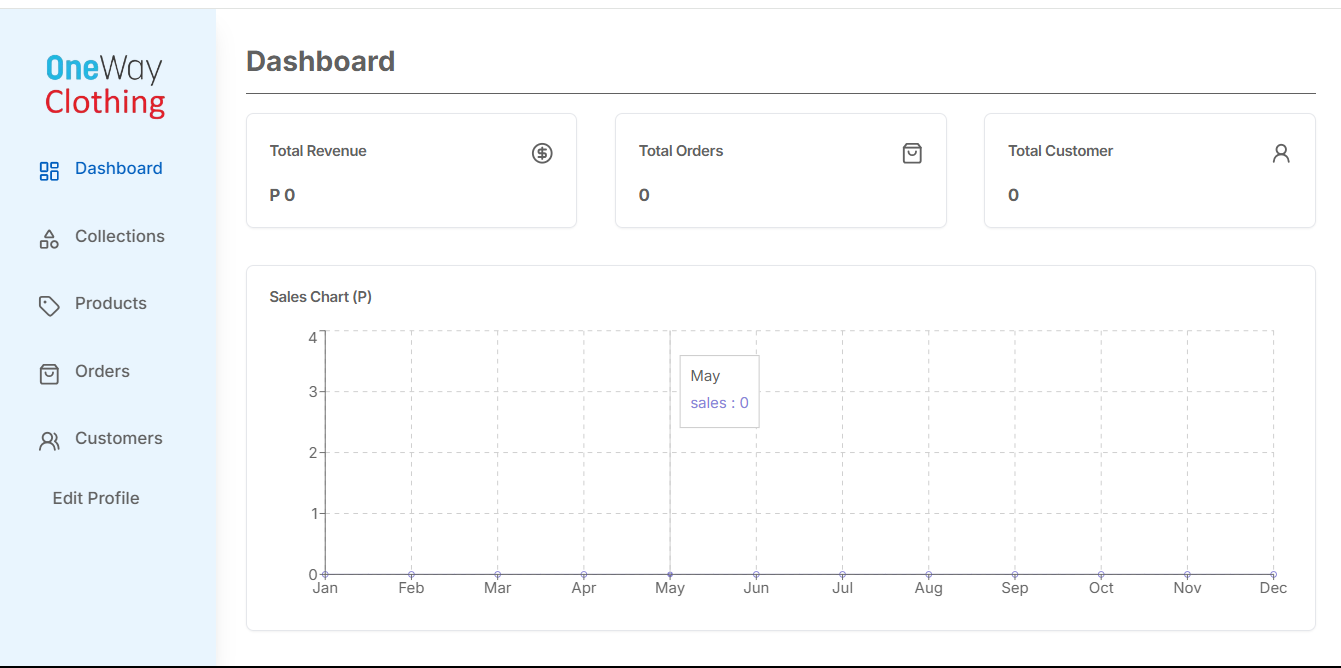 OneWay
Clothing
Dashboard
Collections
Products
Orders
Customers
Edit Profile
Dashboard
Total Revenue
P 0
Total Orders
0
Total Customer
0
Sales Chart (P)
4
3
2
1
0
May
sales : 0
Jan Feb Mar Apr May Jun Jul Aug Sep Oct Nov Dec